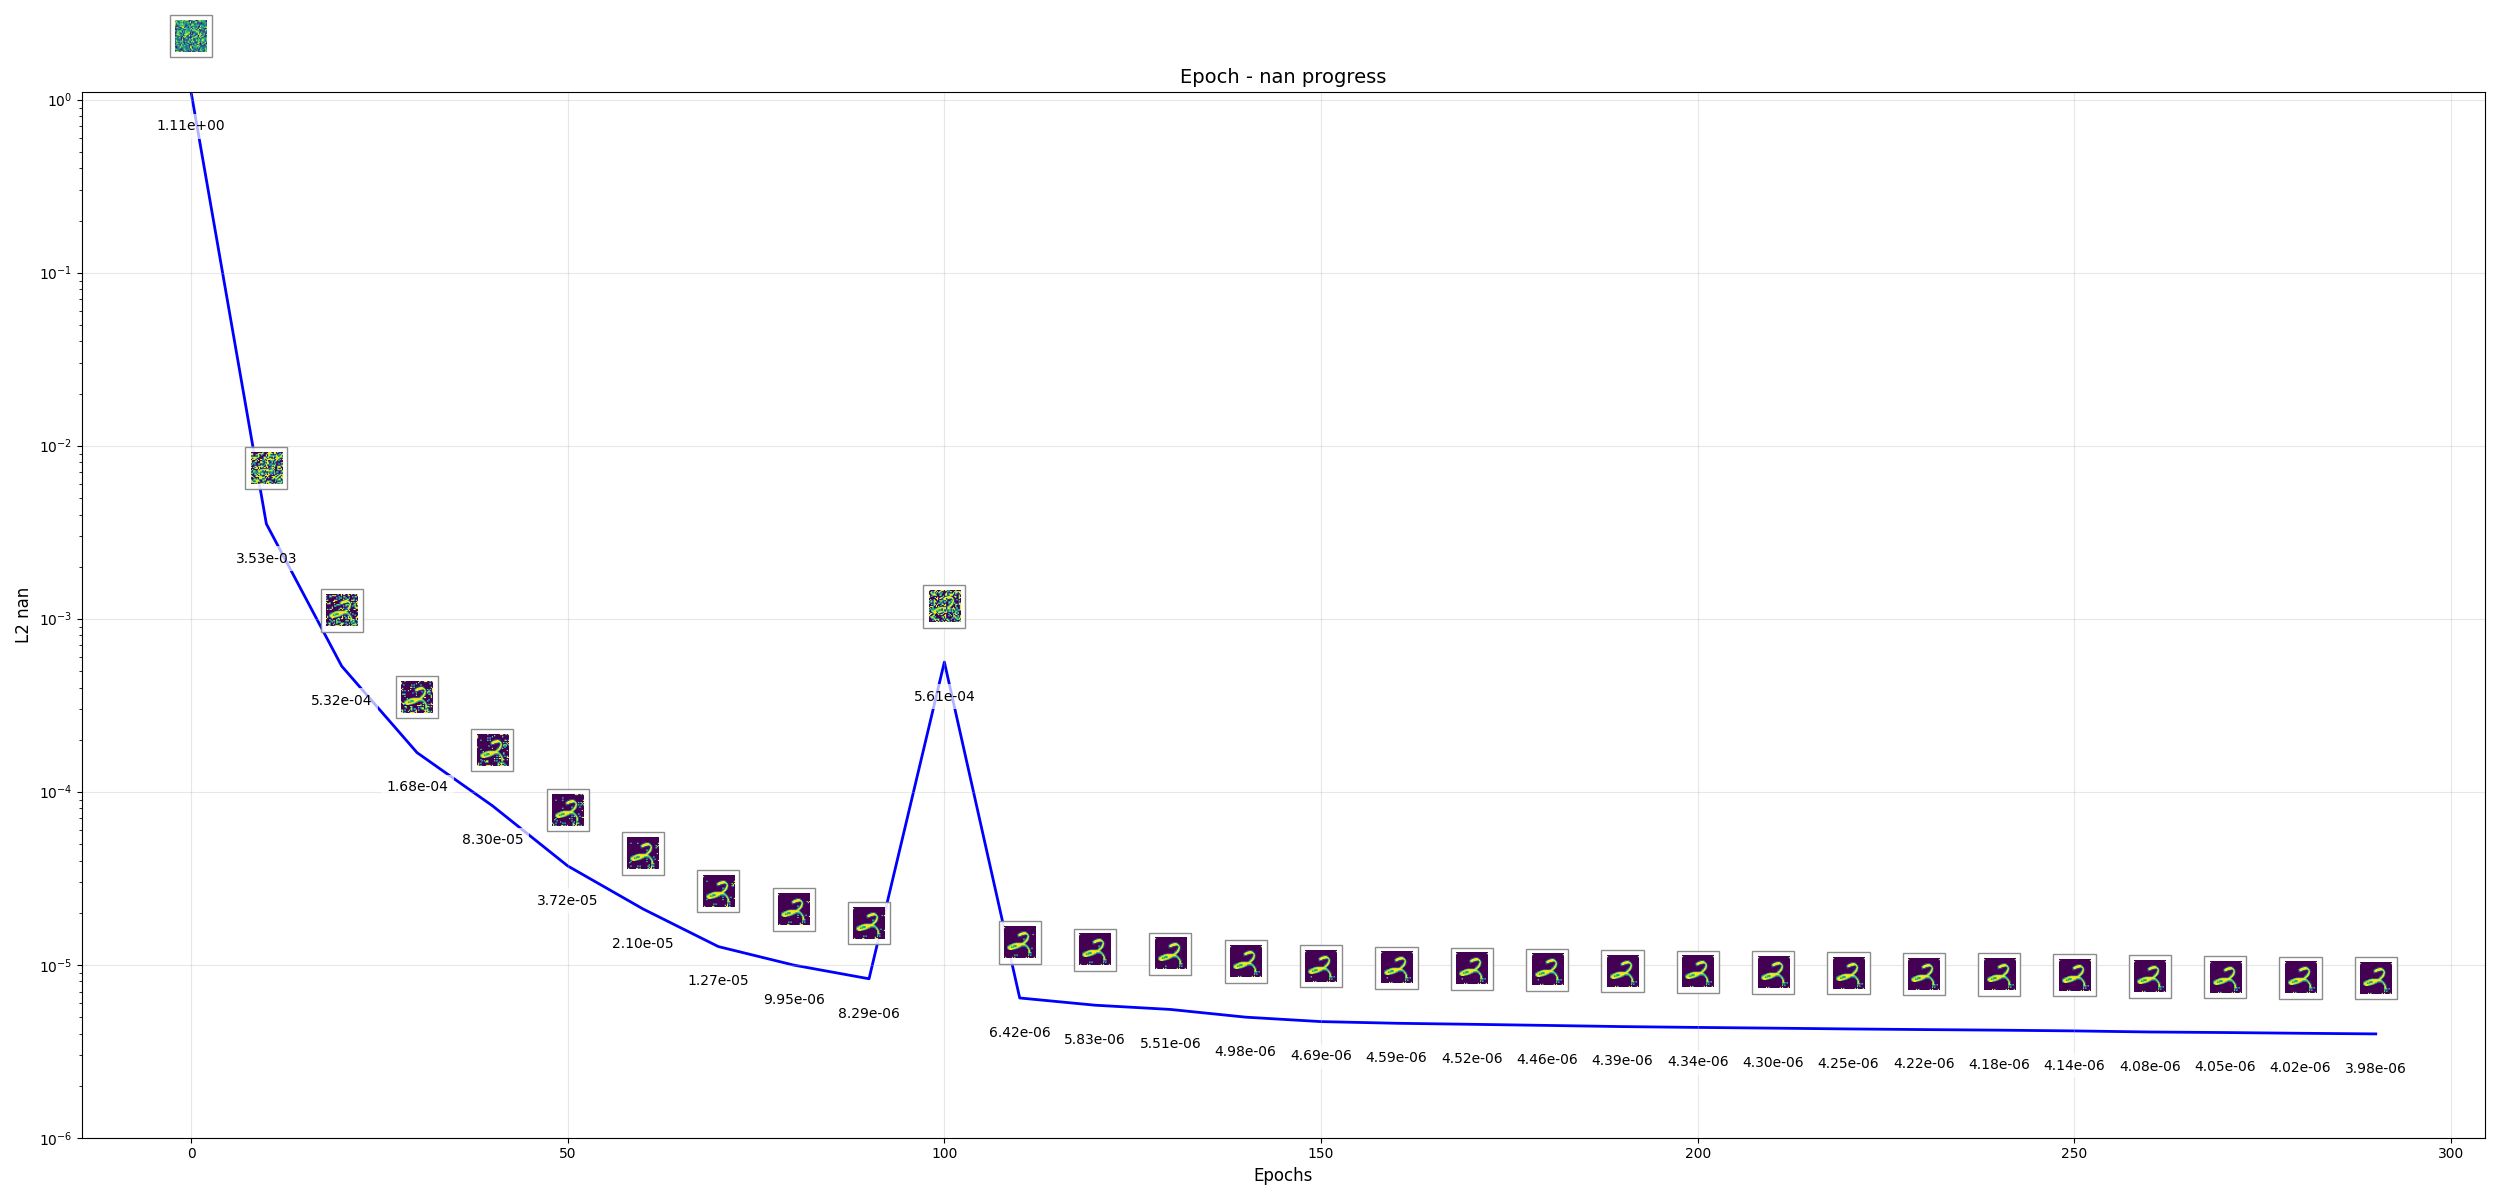 Epoch - nan progress
10⁰
10⁻¹
10⁻²
10⁻³
10⁻⁴
10⁻⁵
10⁻⁶
L2 nan
1.11e+00
3.53e-03
5.32e-04
1.68e-04
8.30e-05
3.72e-05
2.10e-05
1.27e-05
9.95e-06
8.29e-06
5.61e-04
6.42e-06
5.83e-06
5.51e-06
4.98e-06
4.69e-06
4.59e-06
4.52e-06
4.46e-06
4.39e-06
4.34e-06
4.30e-06
4.25e-06
4.22e-06
4.18e-06
4.14e-06
4.08e-06
4.05e-06
4.02e-06
3.98e-06
0 50 100 150 200 250 300
Epochs